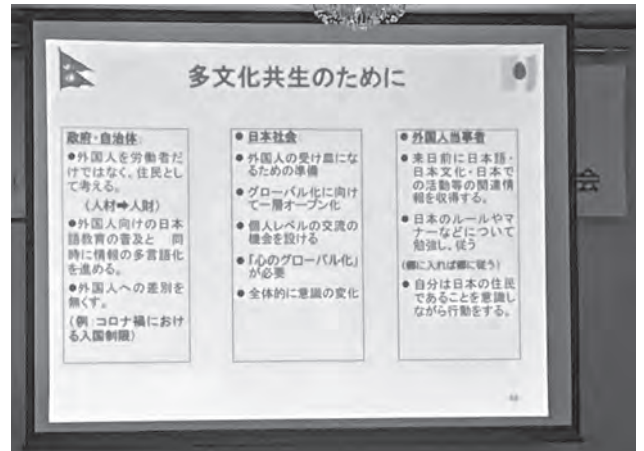 多文化共生のために
政府・自治体
●外国人を労働者だ
けではなく、住民とし
て考える。
(人材➡人財)
●外国人向けの日本
語教育の普及と 同
時に情報の多言語化
を進める。
●外国人への差別を
無くす。
(例:コロナ禍におけ
る入国制限)
● 日本社会
● 外国人の受け皿にな
るための準備
● グローバル化に向け
て一層オープン化
● 個人レベルの交流の
機会を設ける
● 「心のグローバル化」
が必要
● 全体的に意識の変化
● 外国人当事者
● 来日前に日本語・
日本文化・日本で
の活動等の関連情
報を収得する。
● 日本のルールやマ
ナーなどについて
勉強し、従う
(郷に入れば郷に従う)
● 自分は日本の住民
であることを意識し
ながら行動をする。
会